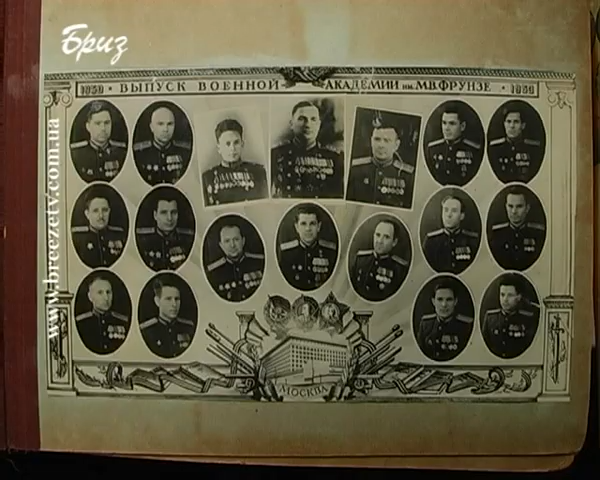 Бриз
1950 · ВЫПУСК ВОЕННОЙ АКАДЕМИИ им. М.В. ФРУНЗЕ · 1950
www.breezetv.com.ua
МОСКВА